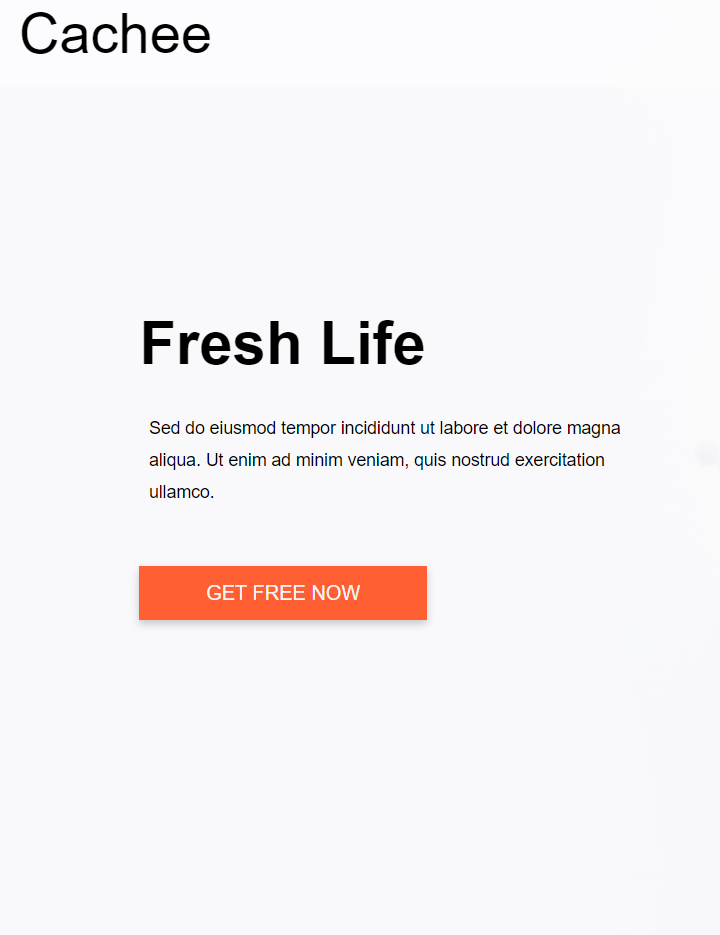 Cachee
Fresh Life
Sed do eiusmod tempor incididunt ut labore et dolore magna
aliqua. Ut enim ad minim veniam, quis nostrud exercitation
ullamco.
GET FREE NOW